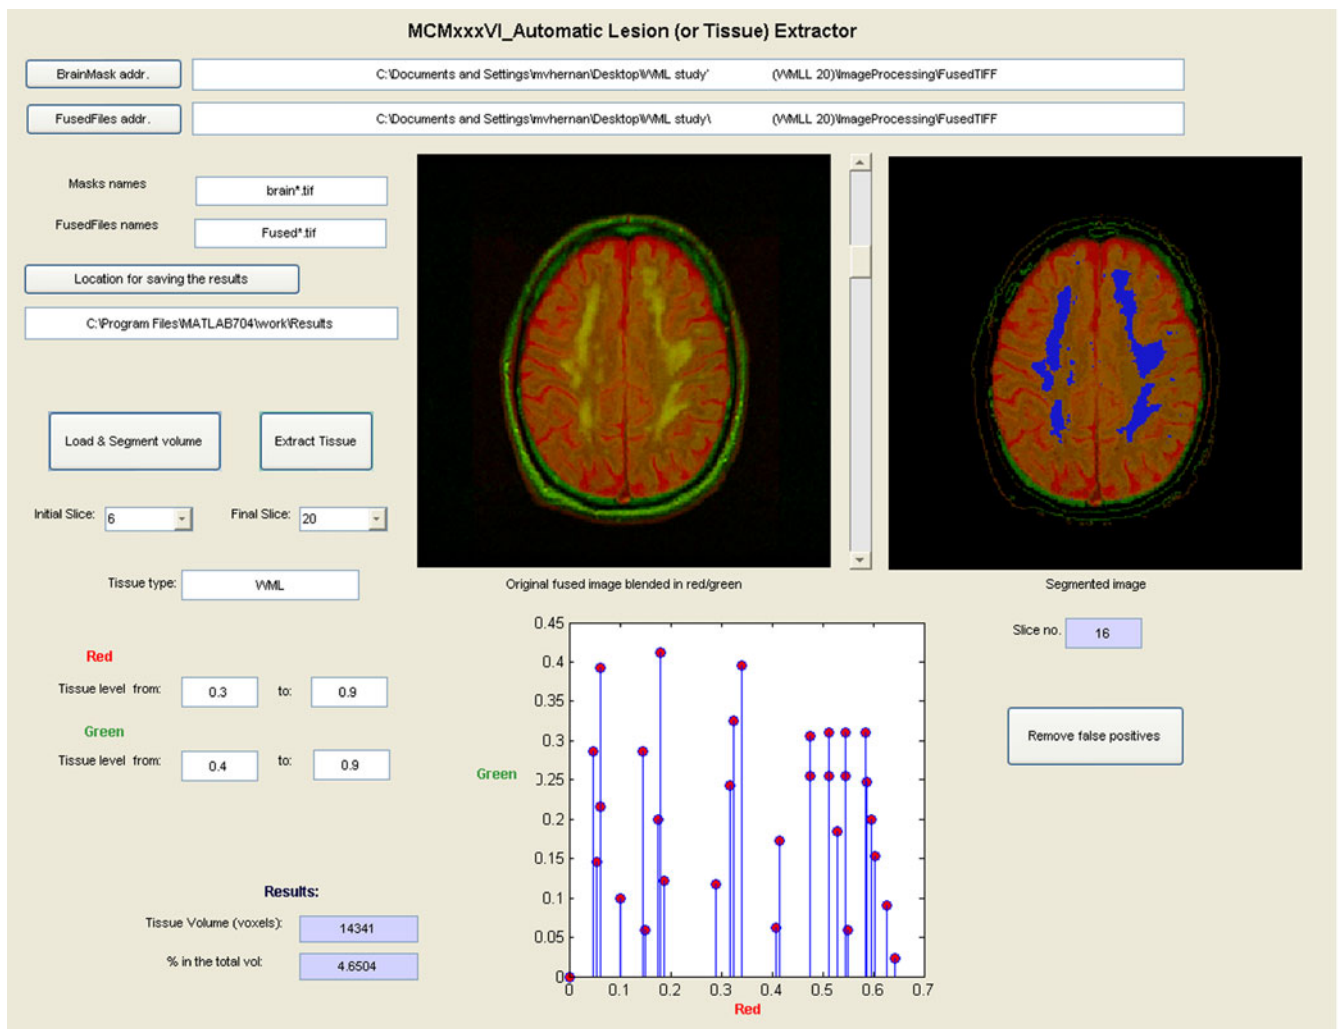 MCMxxxVI_Automatic Lesion (or Tissue) Extractor
BrainMask addr.
C:\Documents and Settings\mvhernan\Desktop\WML study' (WMLL 20)\ImageProcessing\FusedTIFF
FusedFiles addr.
C:\Documents and Settings\mvhernan\Desktop\WML study\ (WMLL 20)\ImageProcessing\FusedTIFF
Masks names
brain*.tif
FusedFiles names
Fused*.tif
Location for saving the results
C:\Program Files\MATLAB704\work\Results
Load & Segment volume
Extract Tissue
Initial Slice: 6
Final Slice: 20
Tissue type: WML
Original fused image blended in red/green
Segmented image
Slice no. 16
Remove false positives
Red
Tissue level from: 0.3 to: 0.9
Green
Tissue level from: 0.4 to: 0.9
Results:
Tissue Volume (voxels): 14341
% in the total vol: 4.6504
0.45
0.4
0.35
0.3
Green
0.25
0.2
0.15
0.1
0.05
0
0 0.1 0.2 0.3 0.4 0.5 0.6 0.7
Red